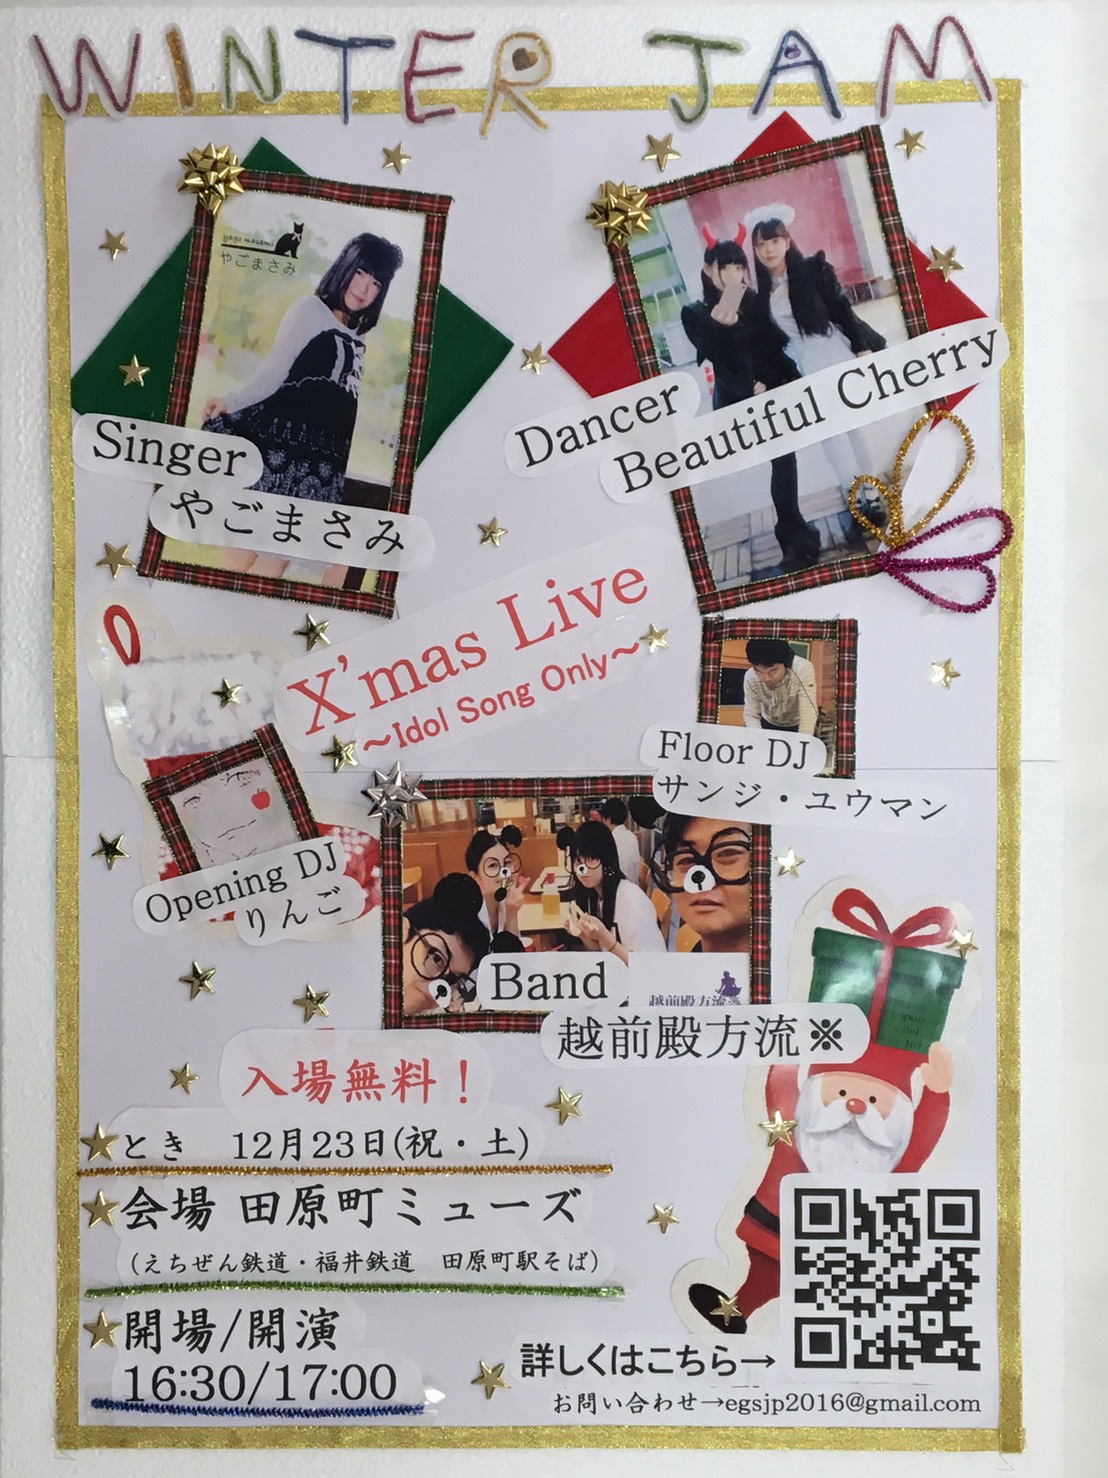 WINTER JAM
yago masami
やごまさみ
Singer
やごまさみ
Dancer
Beautiful Cherry
X'mas Live
～Idol Song Only～
Floor DJ
サンジ・ユウマン
Opening DJ
りんご
Band
越前殿方流※
越前殿方流※
入場無料！
とき 12月23日(祝・土)
会場 田原町ミューズ
（えちぜん鉄道・福井鉄道 田原町駅そば）
開場/開演
16:30/17:00
詳しくはこちら→
お問い合わせ→egsjp2016@gmail.com